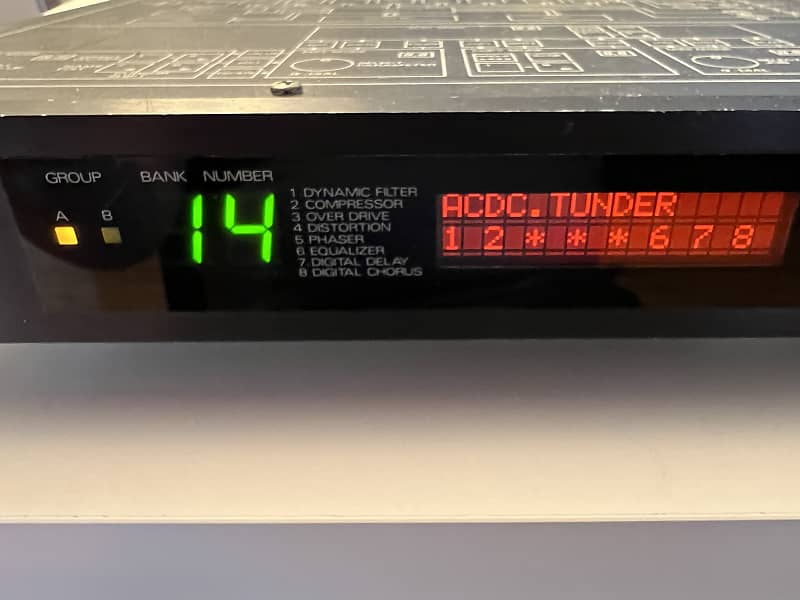 GROUP
BANK NUMBER
A B
14
1 DYNAMIC FILTER
2 COMPRESSOR
3 OVER DRIVE
4 DISTORTION
5 PHASER
6 EQUALIZER
7 DIGITAL DELAY
8 DIGITAL CHORUS
ACDC.TUNDER
1 2 * * * 6 7 8